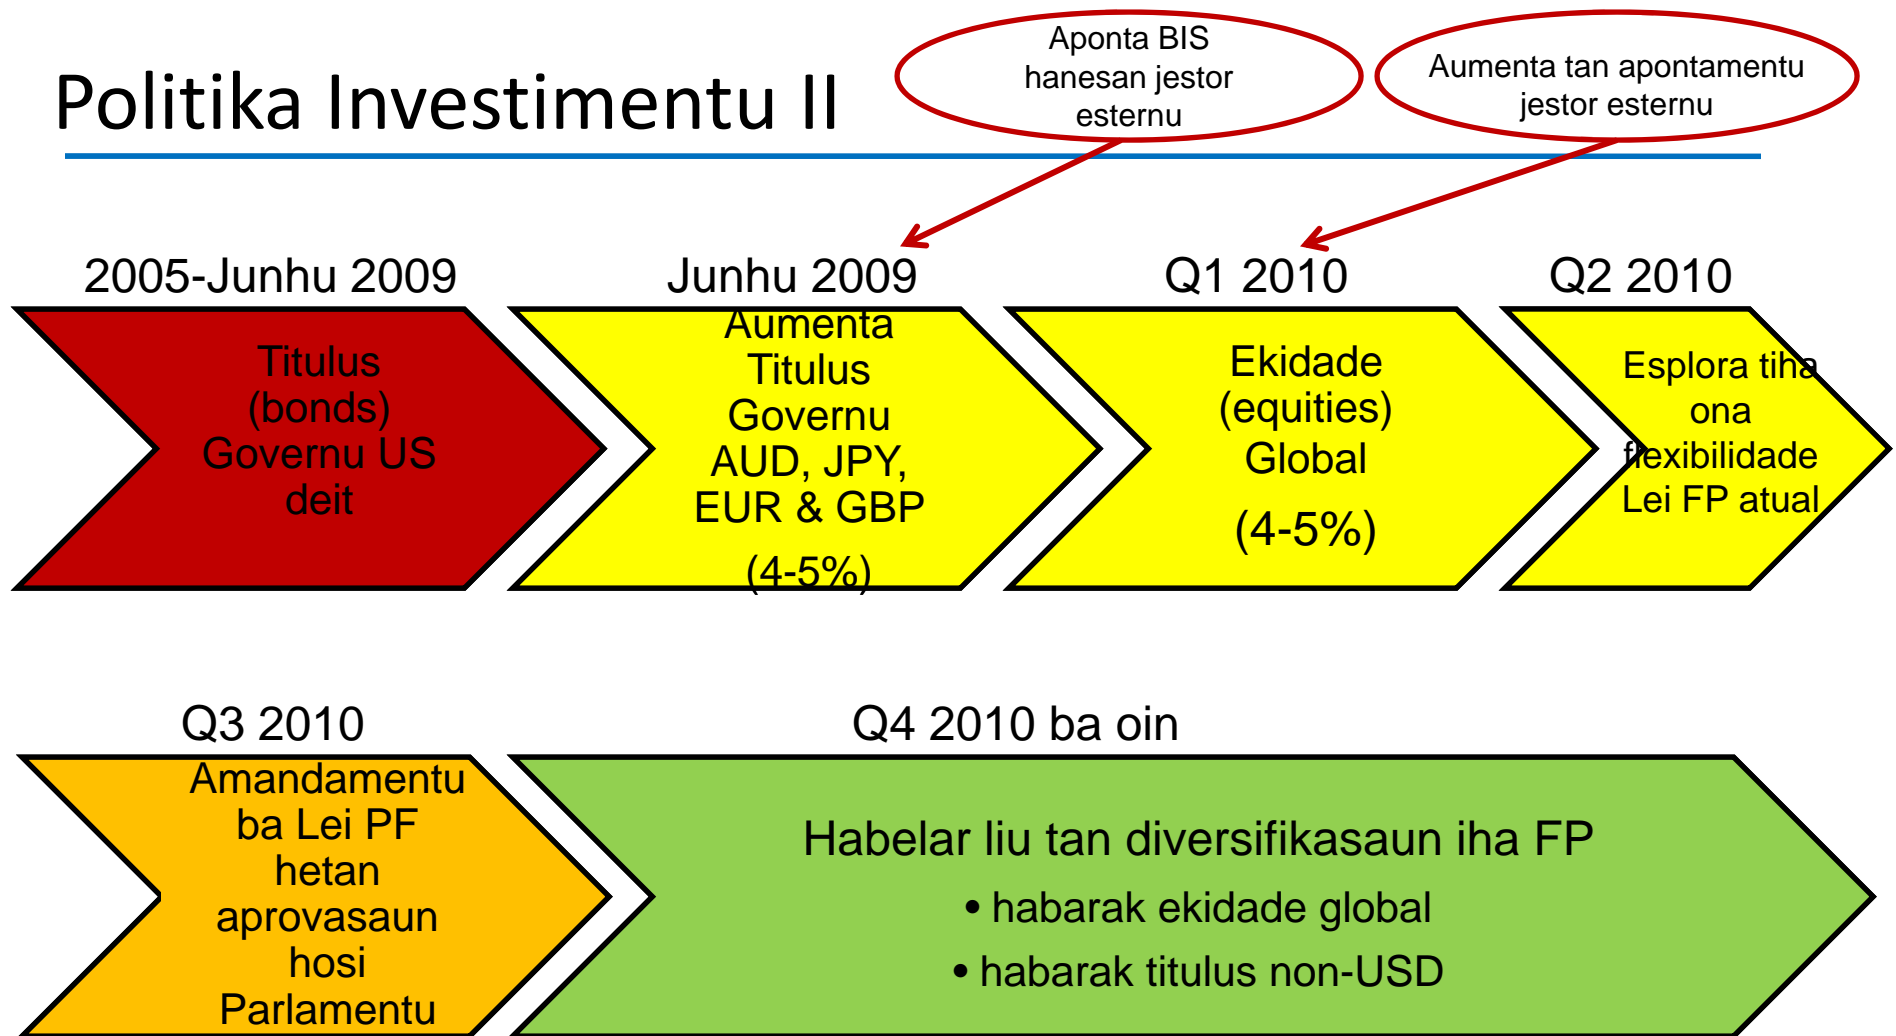 Politika Investimentu II
Aponta BIS
hanesan jestor
esternu
Aumenta tan apontamentu
jestor esternu
2005-Junhu 2009
Titulus
(bonds)
Governu US
deit
Junhu 2009
Aumenta
Titulus
Governu
AUD, JPY,
EUR & GBP
(4-5%)
Q1 2010
Ekidade
(equities)
Global
(4-5%)
Q2 2010
Esplora tiha
ona
flexibilidade
Lei FP atual
Q3 2010
Amandamentu
ba Lei PF
hetan
aprovasaun
hosi
Parlamentu
Q4 2010 ba oin
Habelar liu tan diversifikasaun iha FP
• habarak ekidade global
• habarak titulus non-USD